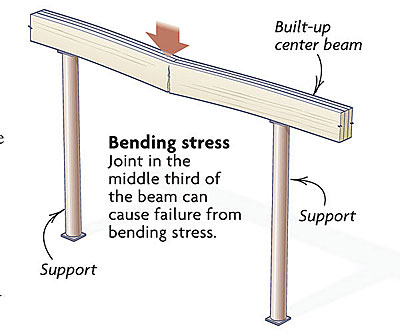 Built-up
center beam
Bending stress
Joint in the
middle third of
the beam can
cause failure from
bending stress.
Support
Support